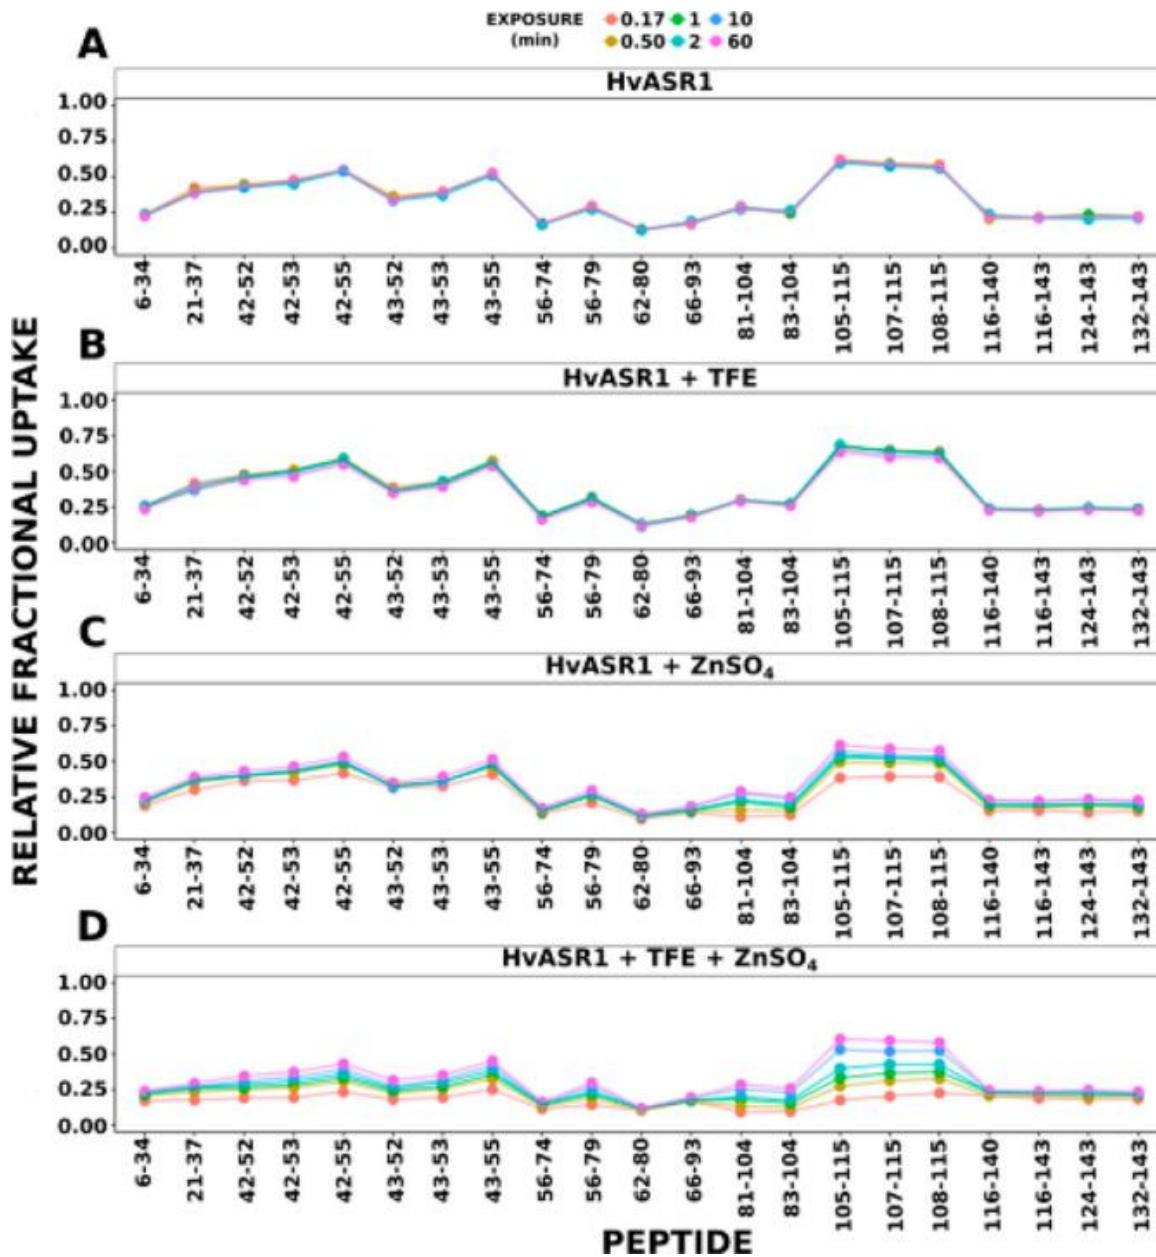 EXPOSURE 0.17 1 10
(min) 0.50 2 60
A
HvASR1
1.00
0.75
0.50
0.25
0.00
6-34 21-37 42-52 42-53 42-55 43-52 43-53 43-55 56-74 56-79 62-80 66-93 81-104 83-104 105-115 107-115 108-115 116-140 116-143 124-143 132-143
B
HvASR1 + TFE
1.00
0.75
0.50
0.25
0.00
6-34 21-37 42-52 42-53 42-55 43-52 43-53 43-55 56-74 56-79 62-80 66-93 81-104 83-104 105-115 107-115 108-115 116-140 116-143 124-143 132-143
RELATIVE FRACTIONAL UPTAKE
C
HvASR1 + ZnSO₄
1.00
0.75
0.50
0.25
0.00
6-34 21-37 42-52 42-53 42-55 43-52 43-53 43-55 56-74 56-79 62-80 66-93 81-104 83-104 105-115 107-115 108-115 116-140 116-143 124-143 132-143
D
HvASR1 + TFE + ZnSO₄
1.00
0.75
0.50
0.25
0.00
6-34 21-37 42-52 42-53 42-55 43-52 43-53 43-55 56-74 56-79 62-80 66-93 81-104 83-104 105-115 107-115 108-115 116-140 116-143 124-143 132-143
PEPTIDE